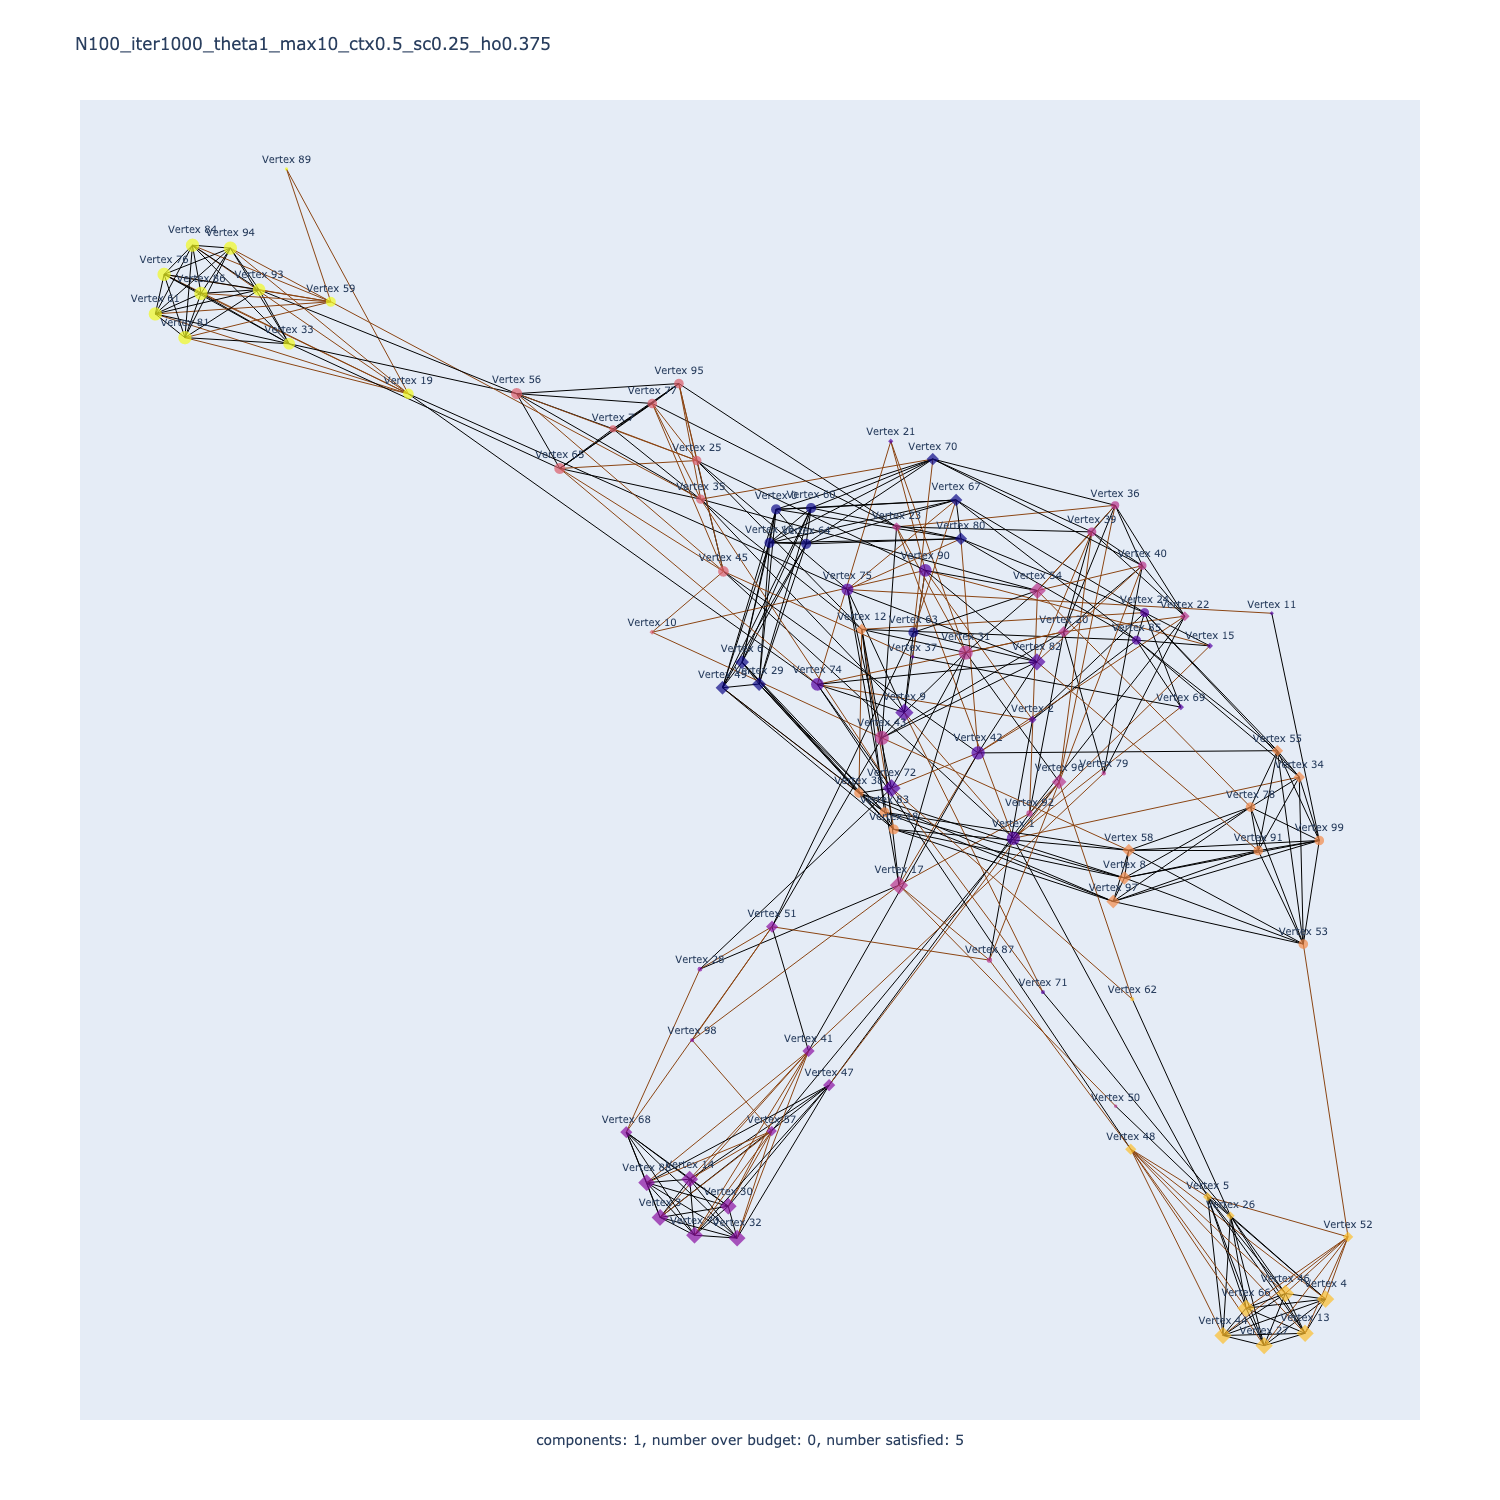 N100_iter1000_theta1_max10_ctx0.5_sc0.25_ho0.375
Vertex 89
Vertex 84
Vertex 94
Vertex 76
Vertex 93
Vertex 86
Vertex 59
Vertex 61
Vertex 81
Vertex 33
Vertex 19
Vertex 56
Vertex 95
Vertex 7
Vertex 25
Vertex 65
Vertex 35
Vertex 21
Vertex 70
Vertex 67
Vertex 36
Vertex 23
Vertex 80
Vertex 39
Vertex 45
Vertex 90
Vertex 40
Vertex 75
Vertex 54
Vertex 10
Vertex 12
Vertex 63
Vertex 20
Vertex 24
Vertex 22
Vertex 11
Vertex 85
Vertex 15
Vertex 6
Vertex 37
Vertex 31
Vertex 82
Vertex 49
Vertex 29
Vertex 74
Vertex 9
Vertex 69
Vertex 2
Vertex 43
Vertex 42
Vertex 55
Vertex 72
Vertex 96
Vertex 79
Vertex 34
Vertex 38
Vertex 83
Vertex 92
Vertex 78
Vertex 1
Vertex 58
Vertex 91
Vertex 99
Vertex 8
Vertex 17
Vertex 97
Vertex 51
Vertex 53
Vertex 28
Vertex 87
Vertex 71
Vertex 62
Vertex 98
Vertex 41
Vertex 47
Vertex 50
Vertex 68
Vertex 57
Vertex 48
Vertex 14
Vertex 30
Vertex 32
Vertex 5
Vertex 26
Vertex 52
Vertex 46
Vertex 4
Vertex 66
Vertex 44
Vertex 13
Vertex 27
components: 1, number over budget: 0, number satisfied: 5